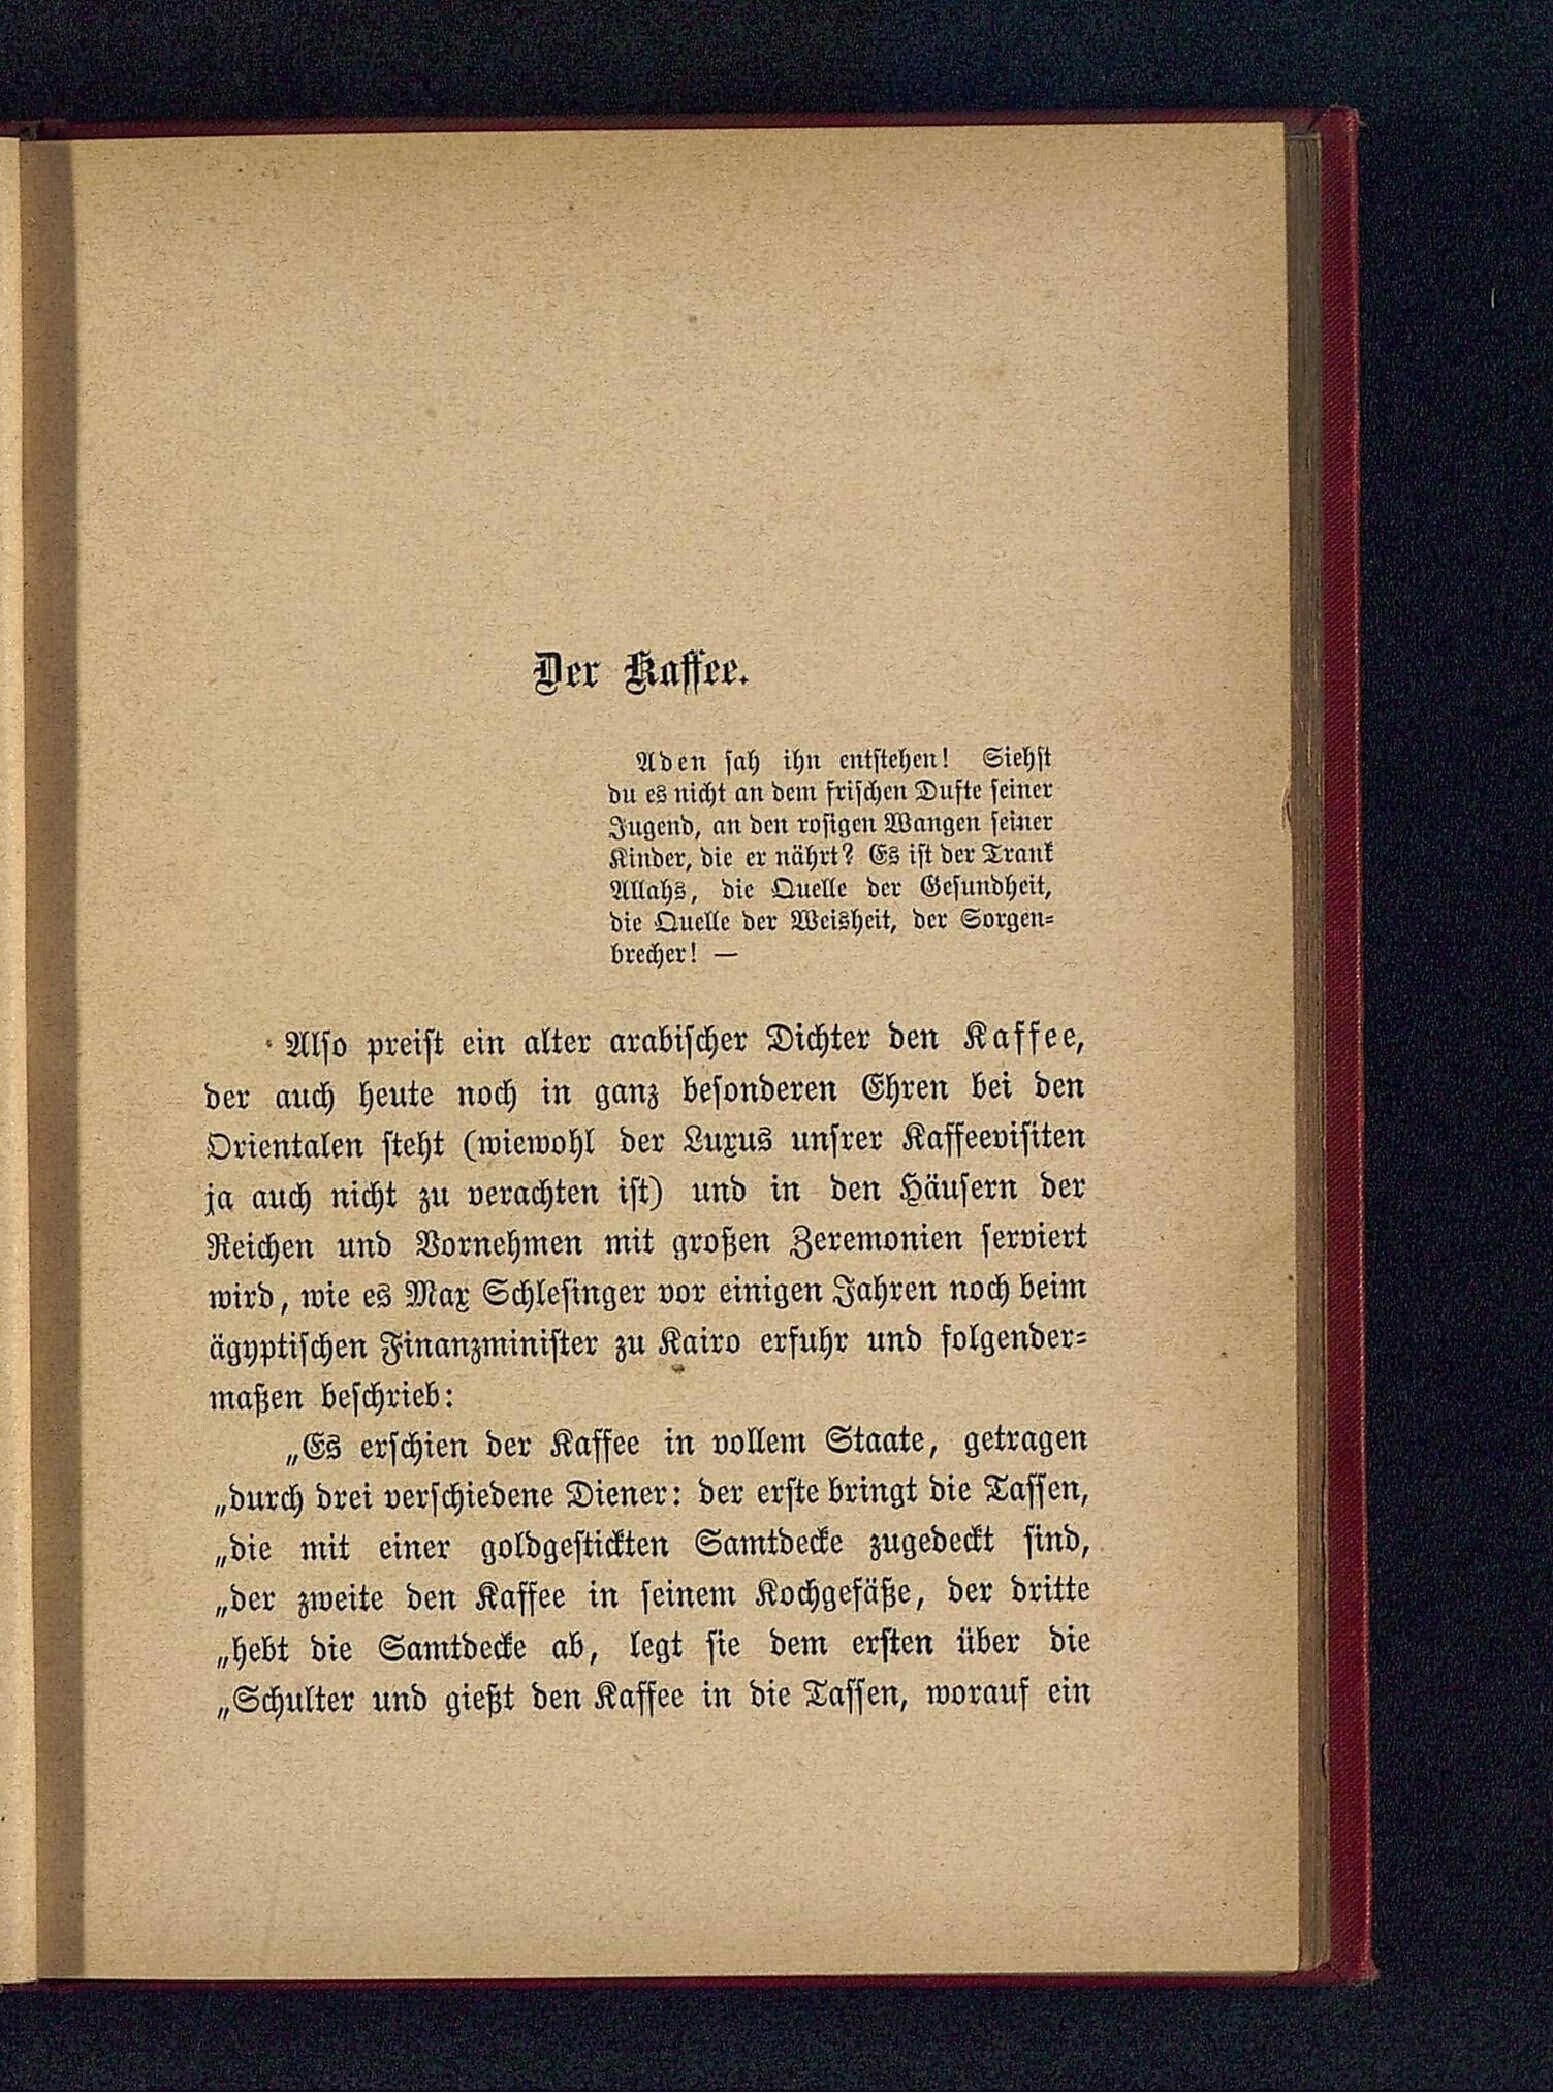 Der Kaffee.
Aden sah ihn entstehen! Siehst
du es nicht an dem frischen Dufte seiner
Jugend, an den rosigen Wangen seiner
Kinder, die er nährt? Es ist der Trank
Allahs, die Quelle der Gesundheit,
die Quelle der Weisheit, der Sorgen-
brecher! —
Also preist ein alter arabischer Dichter den Kaffee,
der auch heute noch in ganz besonderen Ehren bei den
Orientalen steht (wiewohl der Luxus unsrer Kaffeevisiten
ja auch nicht zu verachten ist) und in den Häusern der
Reichen und Vornehmen mit großen Zeremonien serviert
wird, wie es Max Schlesinger vor einigen Jahren noch beim
ägyptischen Finanzminister zu Kairo erfuhr und folgender-
maßen beschrieb:
„Es erschien der Kaffee in vollem Staate, getragen
„durch drei verschiedene Diener: der erste bringt die Tassen,
„die mit einer goldgestickten Samtdecke zugedeckt sind,
„der zweite den Kaffee in seinem Kochgefäße, der dritte
„hebt die Samtdecke ab, legt sie dem ersten über die
„Schulter und gießt den Kaffee in die Tassen, worauf ein